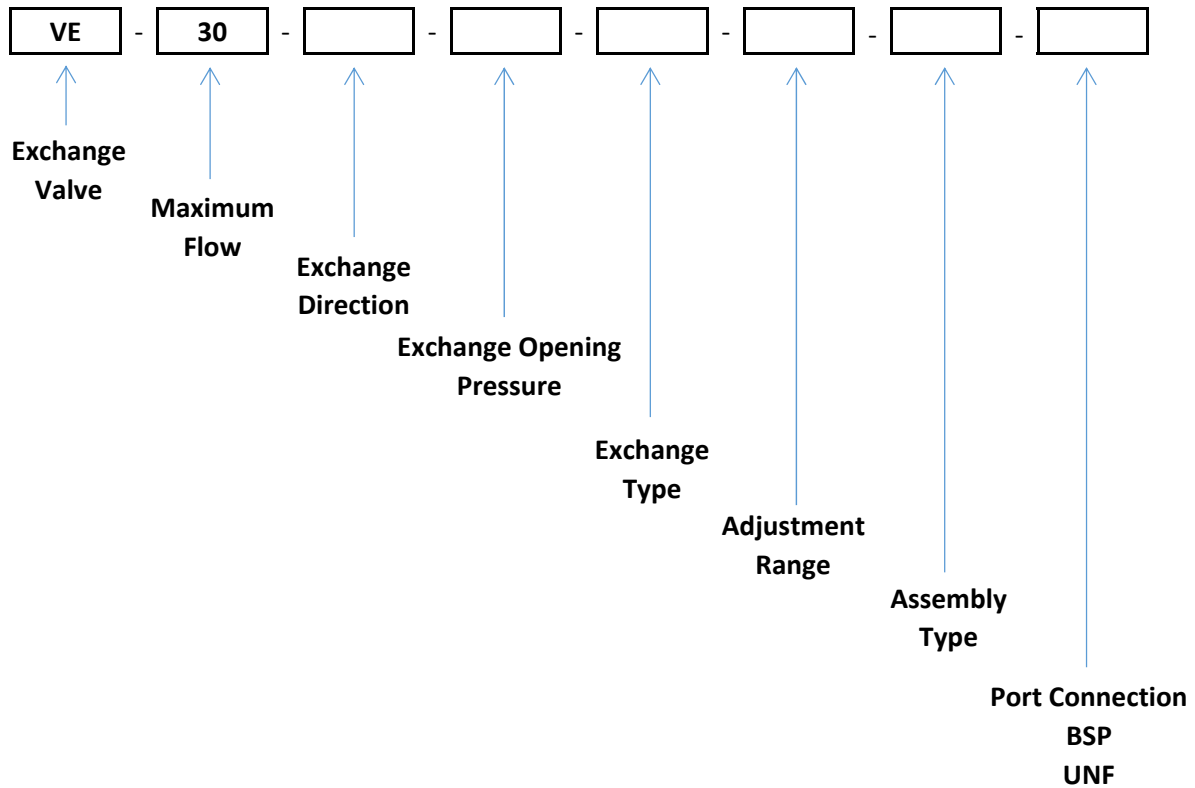 VE - 30 - - - - - -
Exchange
Valve
Maximum
Flow
Exchange
Direction
Exchange Opening
Pressure
Exchange
Type
Adjustment
Range
Assembly
Type
Port Connection
BSP
UNF